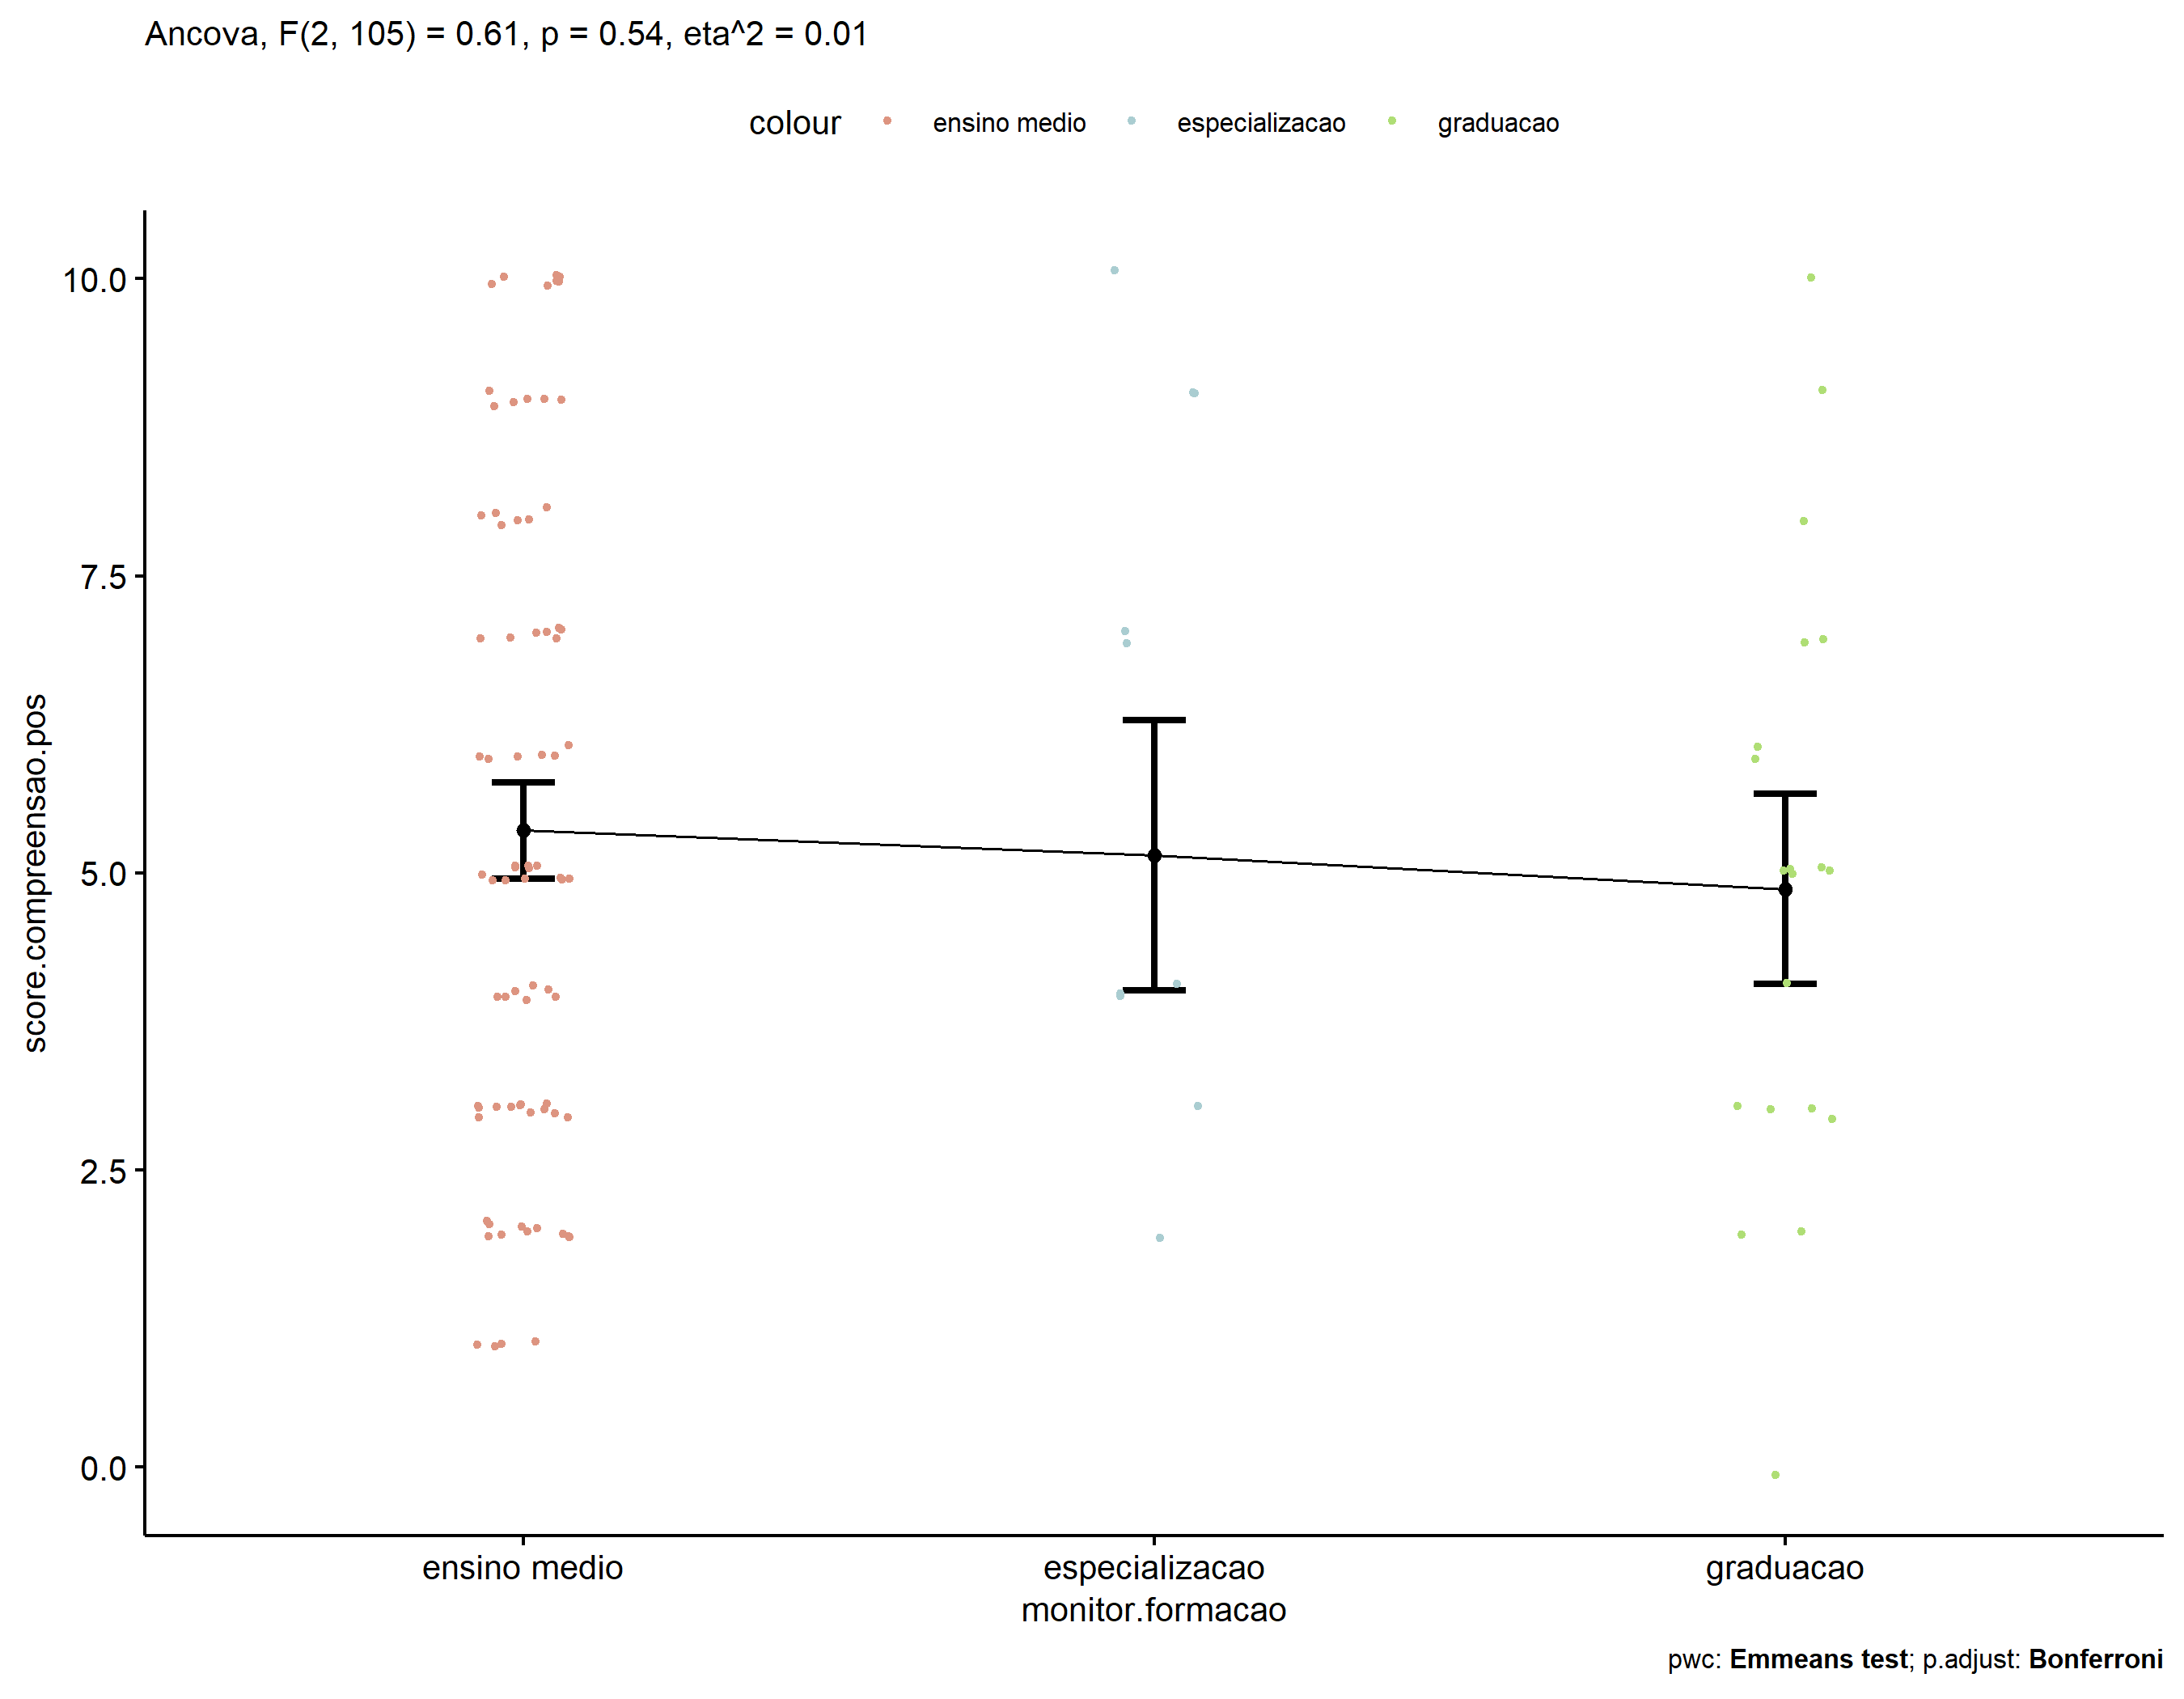 Ancova, F(2, 105) = 0.61, p = 0.54, eta^2 = 0.01
colour ensino medio especializacao graduacao
10.0
7.5
5.0
2.5
0.0
score.compreensao.pos
ensino medio especializacao graduacao
monitor.formacao
pwc: Emmeans test; p.adjust: Bonferroni